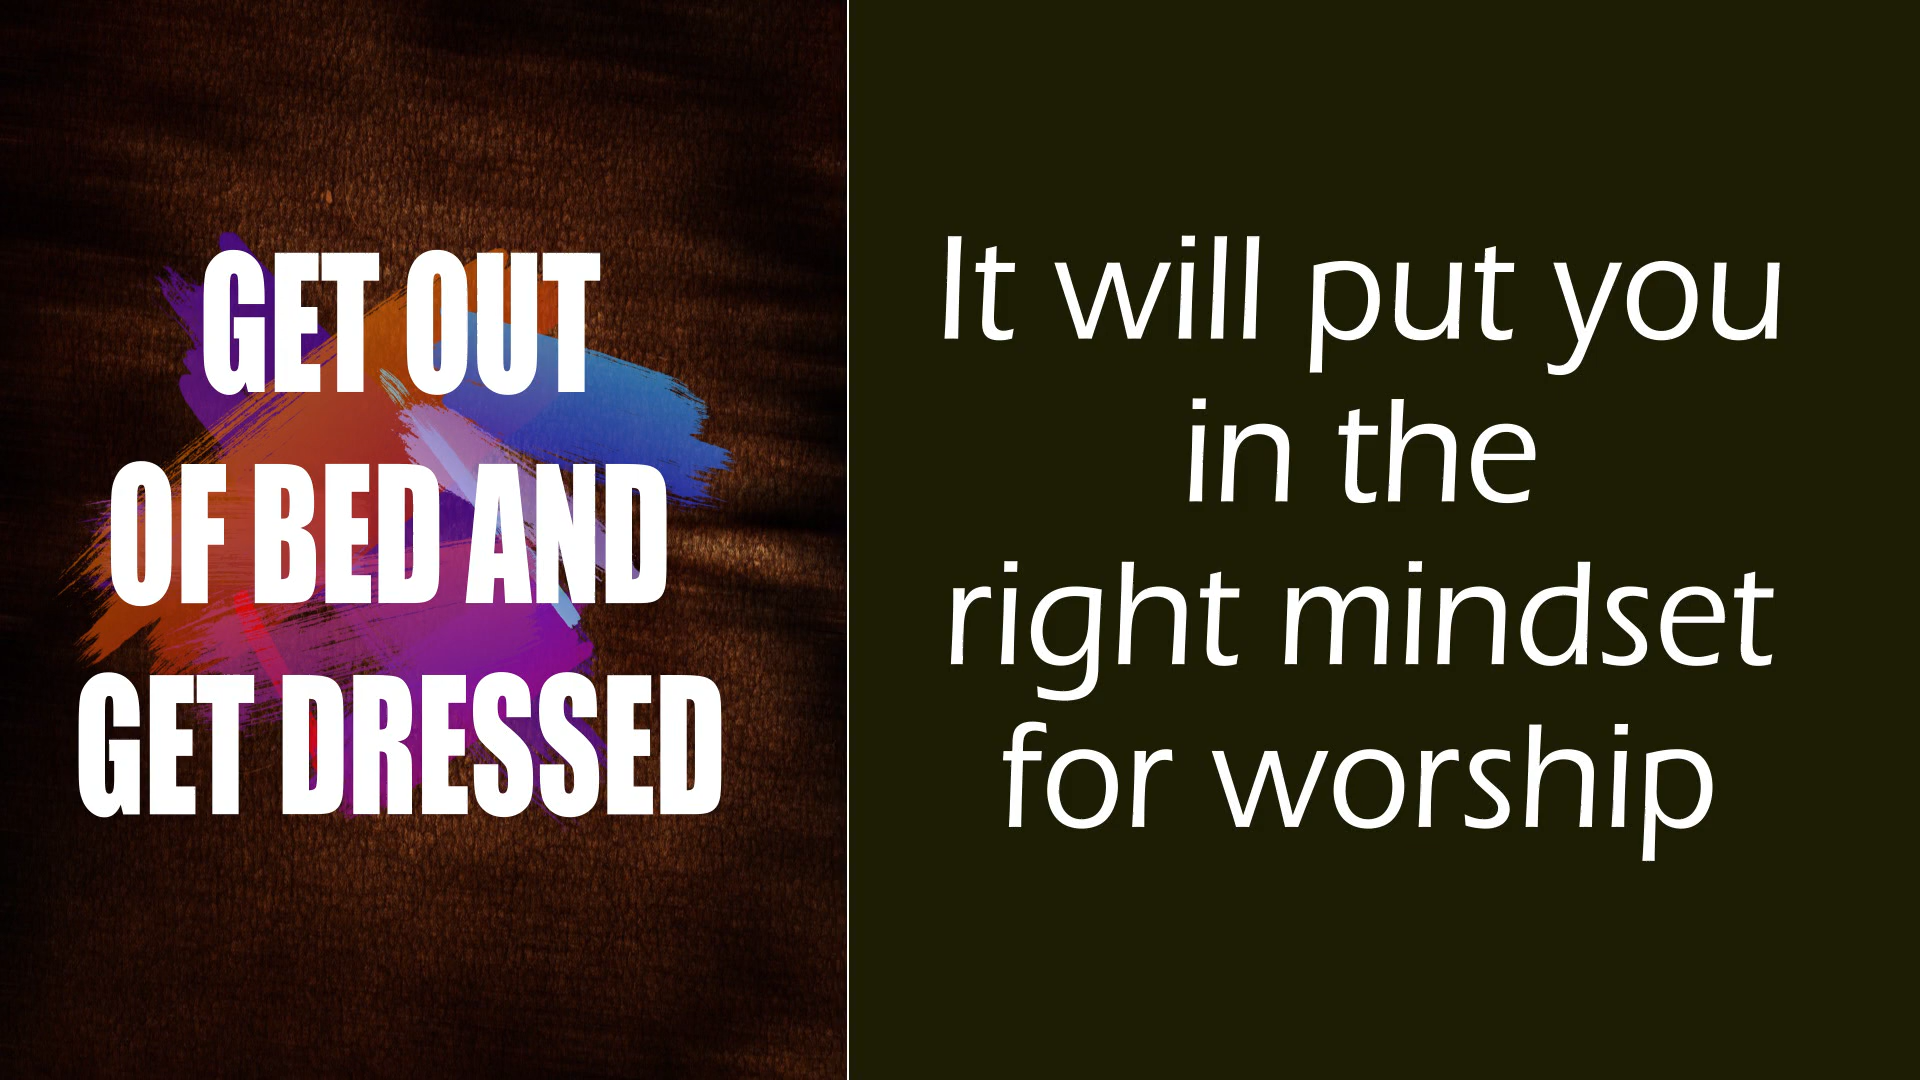 GET OUT
OF BED AND
GET DRESSED
It will put you
in the
right mindset
for worship